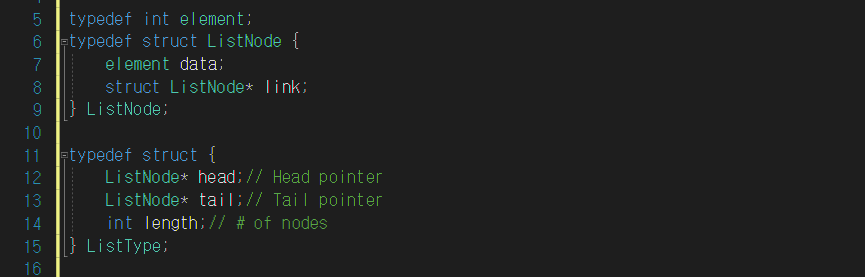 5 typedef int element;
6 typedef struct ListNode {
7 element data;
8 struct ListNode* link;
9 } ListNode;
10
11 typedef struct {
12 ListNode* head;// Head pointer
13 ListNode* tail;// Tail pointer
14 int length;// # of nodes
15 } ListType;
16